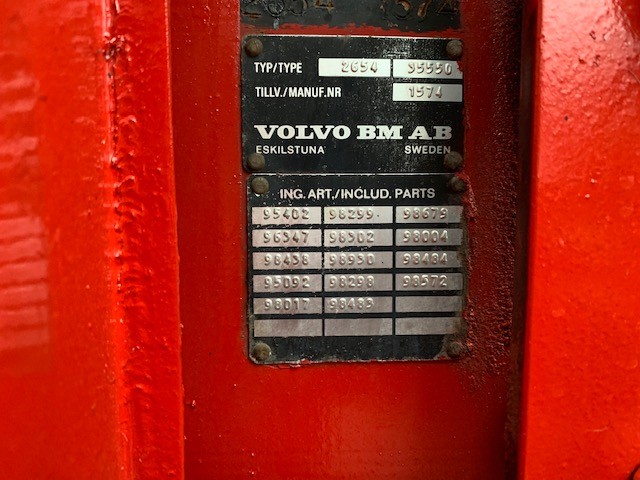 TYP/TYPE 2654 35550
TILLV./MANUF.NR 1574
VOLVO BM AB
ESKILSTUNA SWEDEN
ING. ART./INCLUD. PARTS
95402 98299 98679
96347 98302 98004
98438 98930 98484
95092 98298 98572
98017 98483